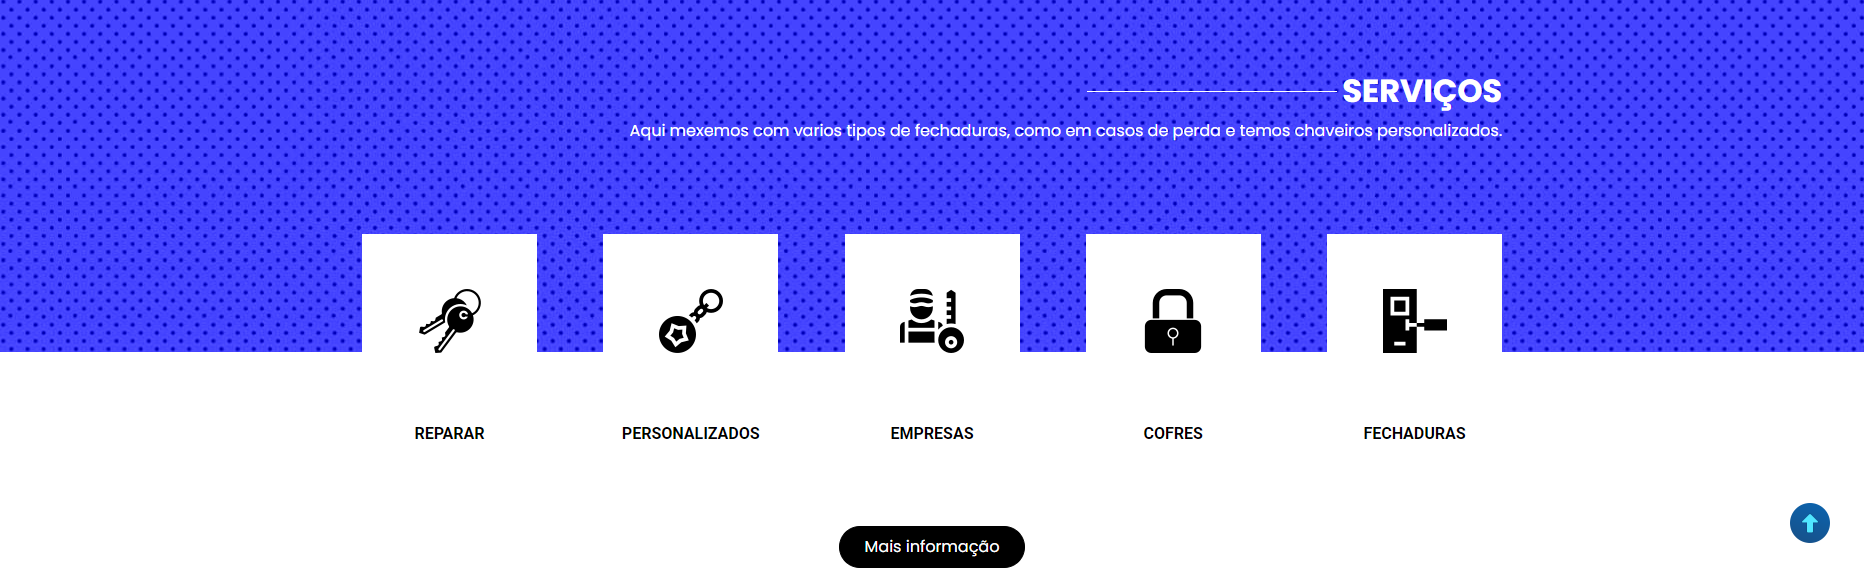 SERVIÇOS
Aqui mexemos com varios tipos de fechaduras, como em casos de perda e temos chaveiros personalizados.
REPARAR
PERSONALIZADOS
EMPRESAS
COFRES
FECHADURAS
Mais informação